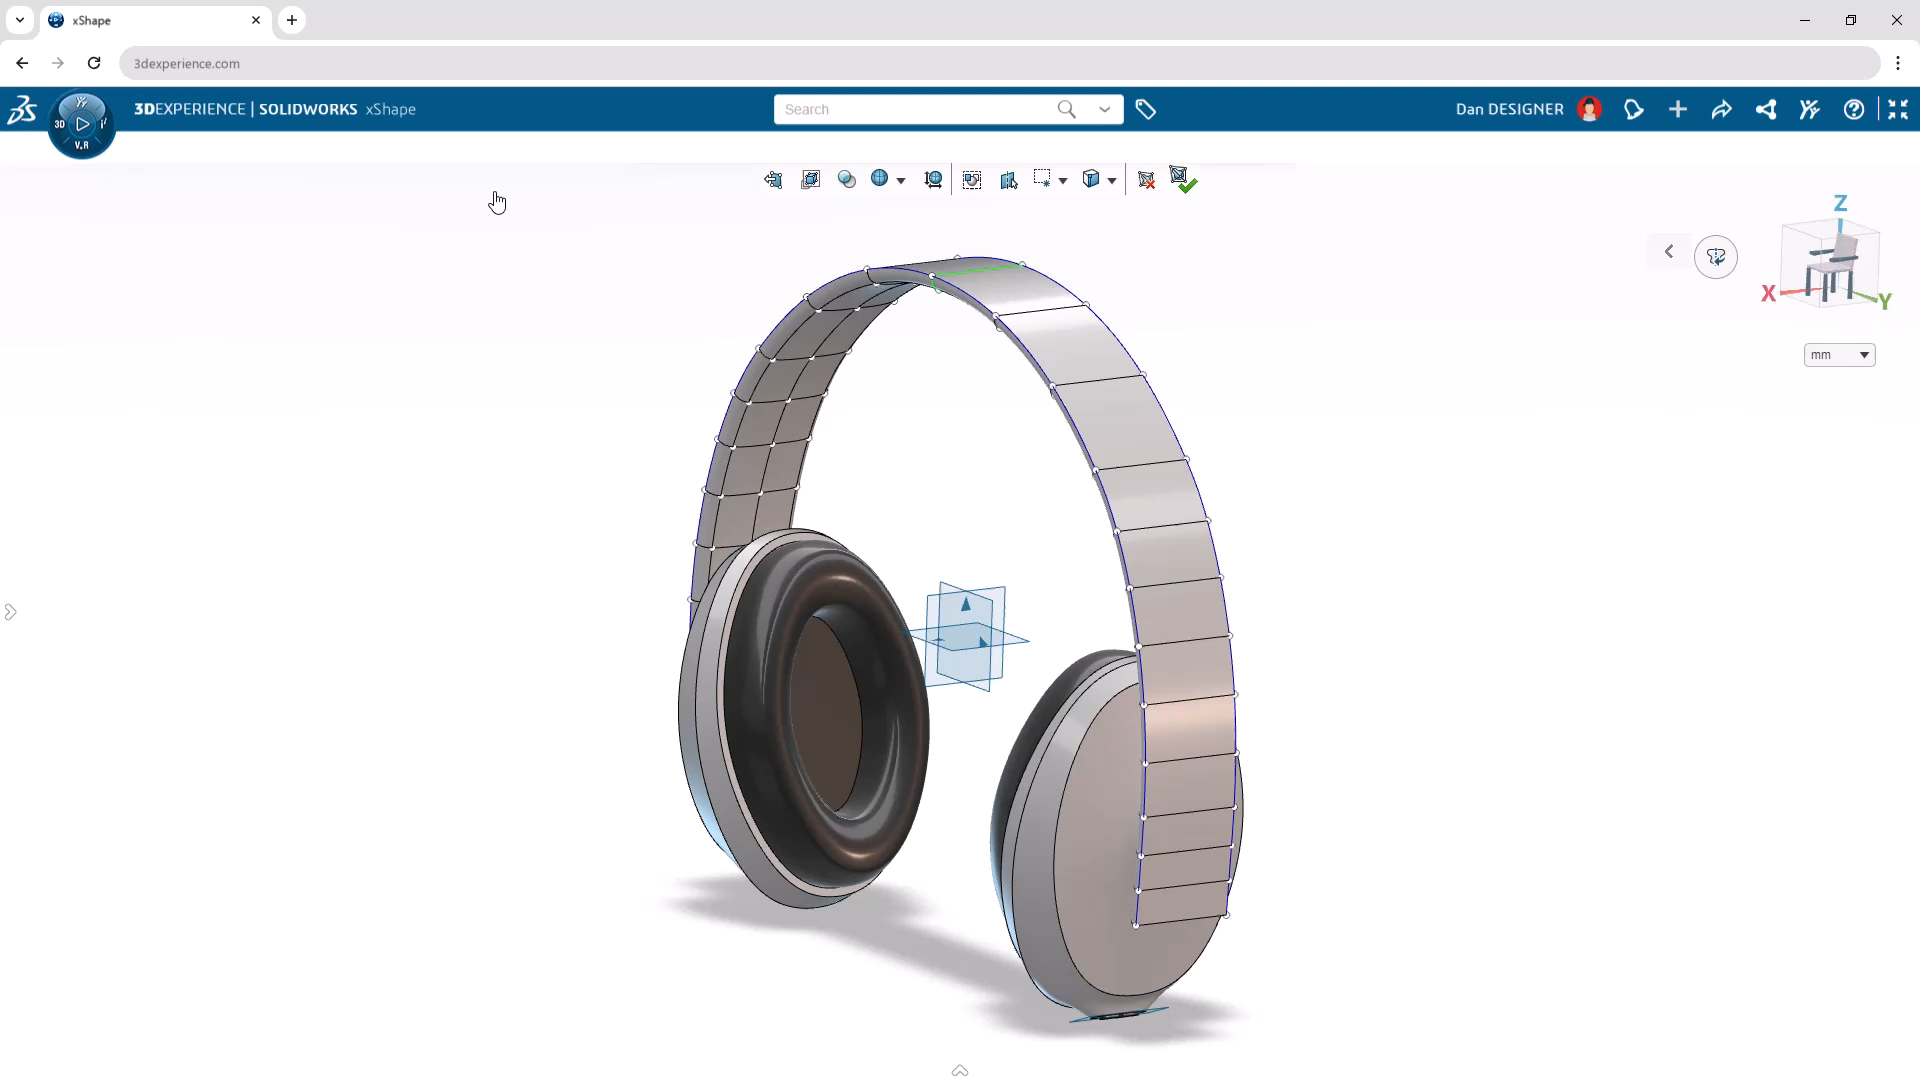 xShape
3dexperience.com
3DEXPERIENCE | SOLIDWORKS xShape
Search
Dan DESIGNER
3D
V.R
Z
X
Y
mm